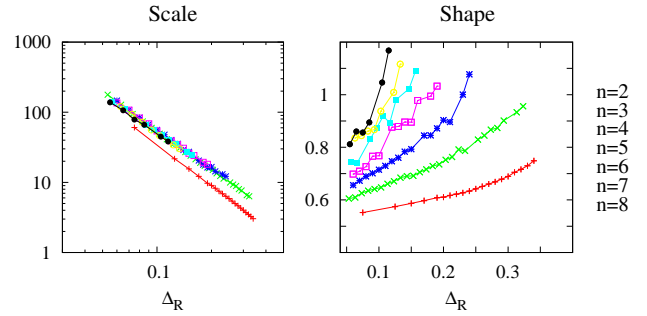 Scale
Shape
1000
100
10
1
0.1
Δ_R
1
0.8
0.6
0.1 0.2 0.3
Δ_R
n=2
n=3
n=4
n=5
n=6
n=7
n=8